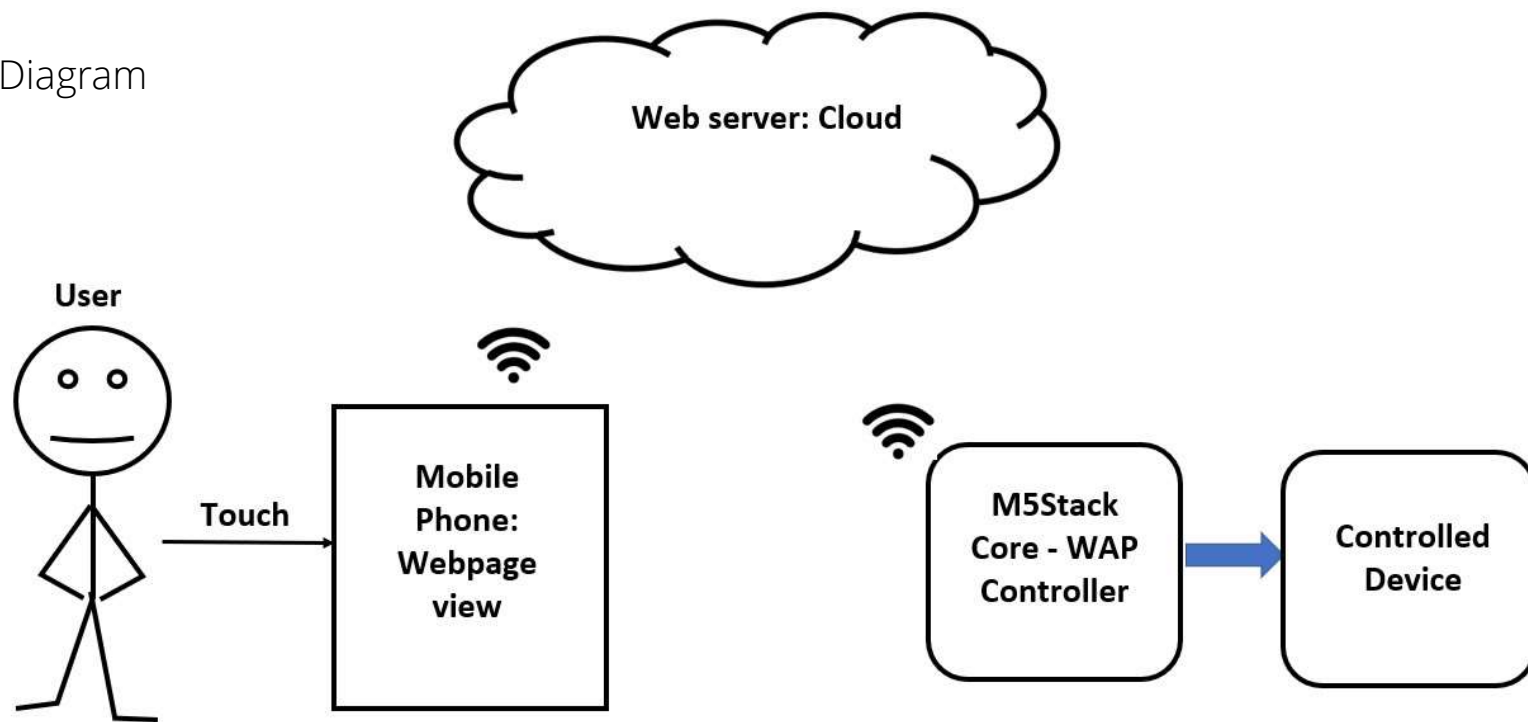 Diagram
Web server: Cloud
User
Touch
Mobile
Phone:
Webpage
view
M5Stack
Core - WAP
Controller
Controlled
Device